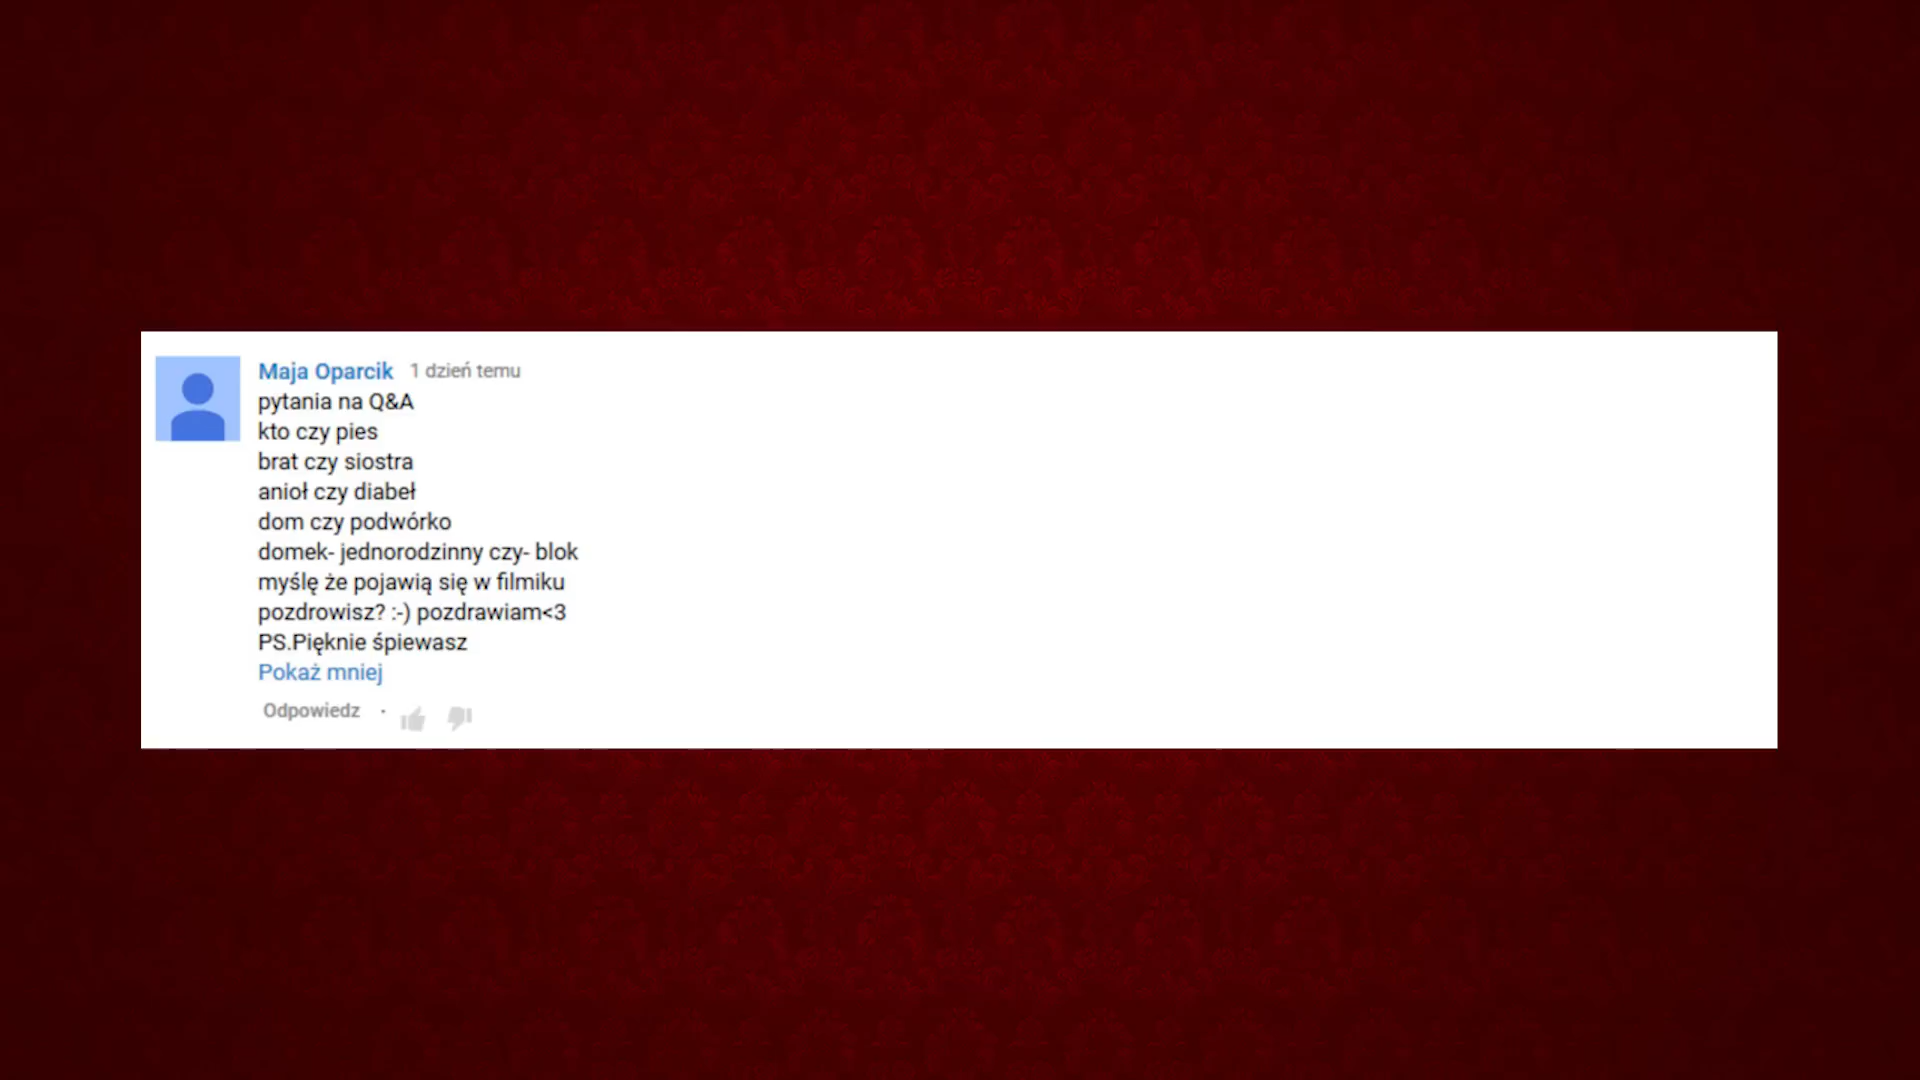 Maja Oparcik 1 dzień temu
pytania na Q&A
kto czy pies
brat czy siostra
anioł czy diabeł
dom czy podwórko
domek- jednorodzinny czy- blok
myślę że pojawią się w filmiku
pozdrowisz? :-) pozdrawiam<3
PS.Pięknie śpiewasz
Pokaż mniej
Odpowiedz ·